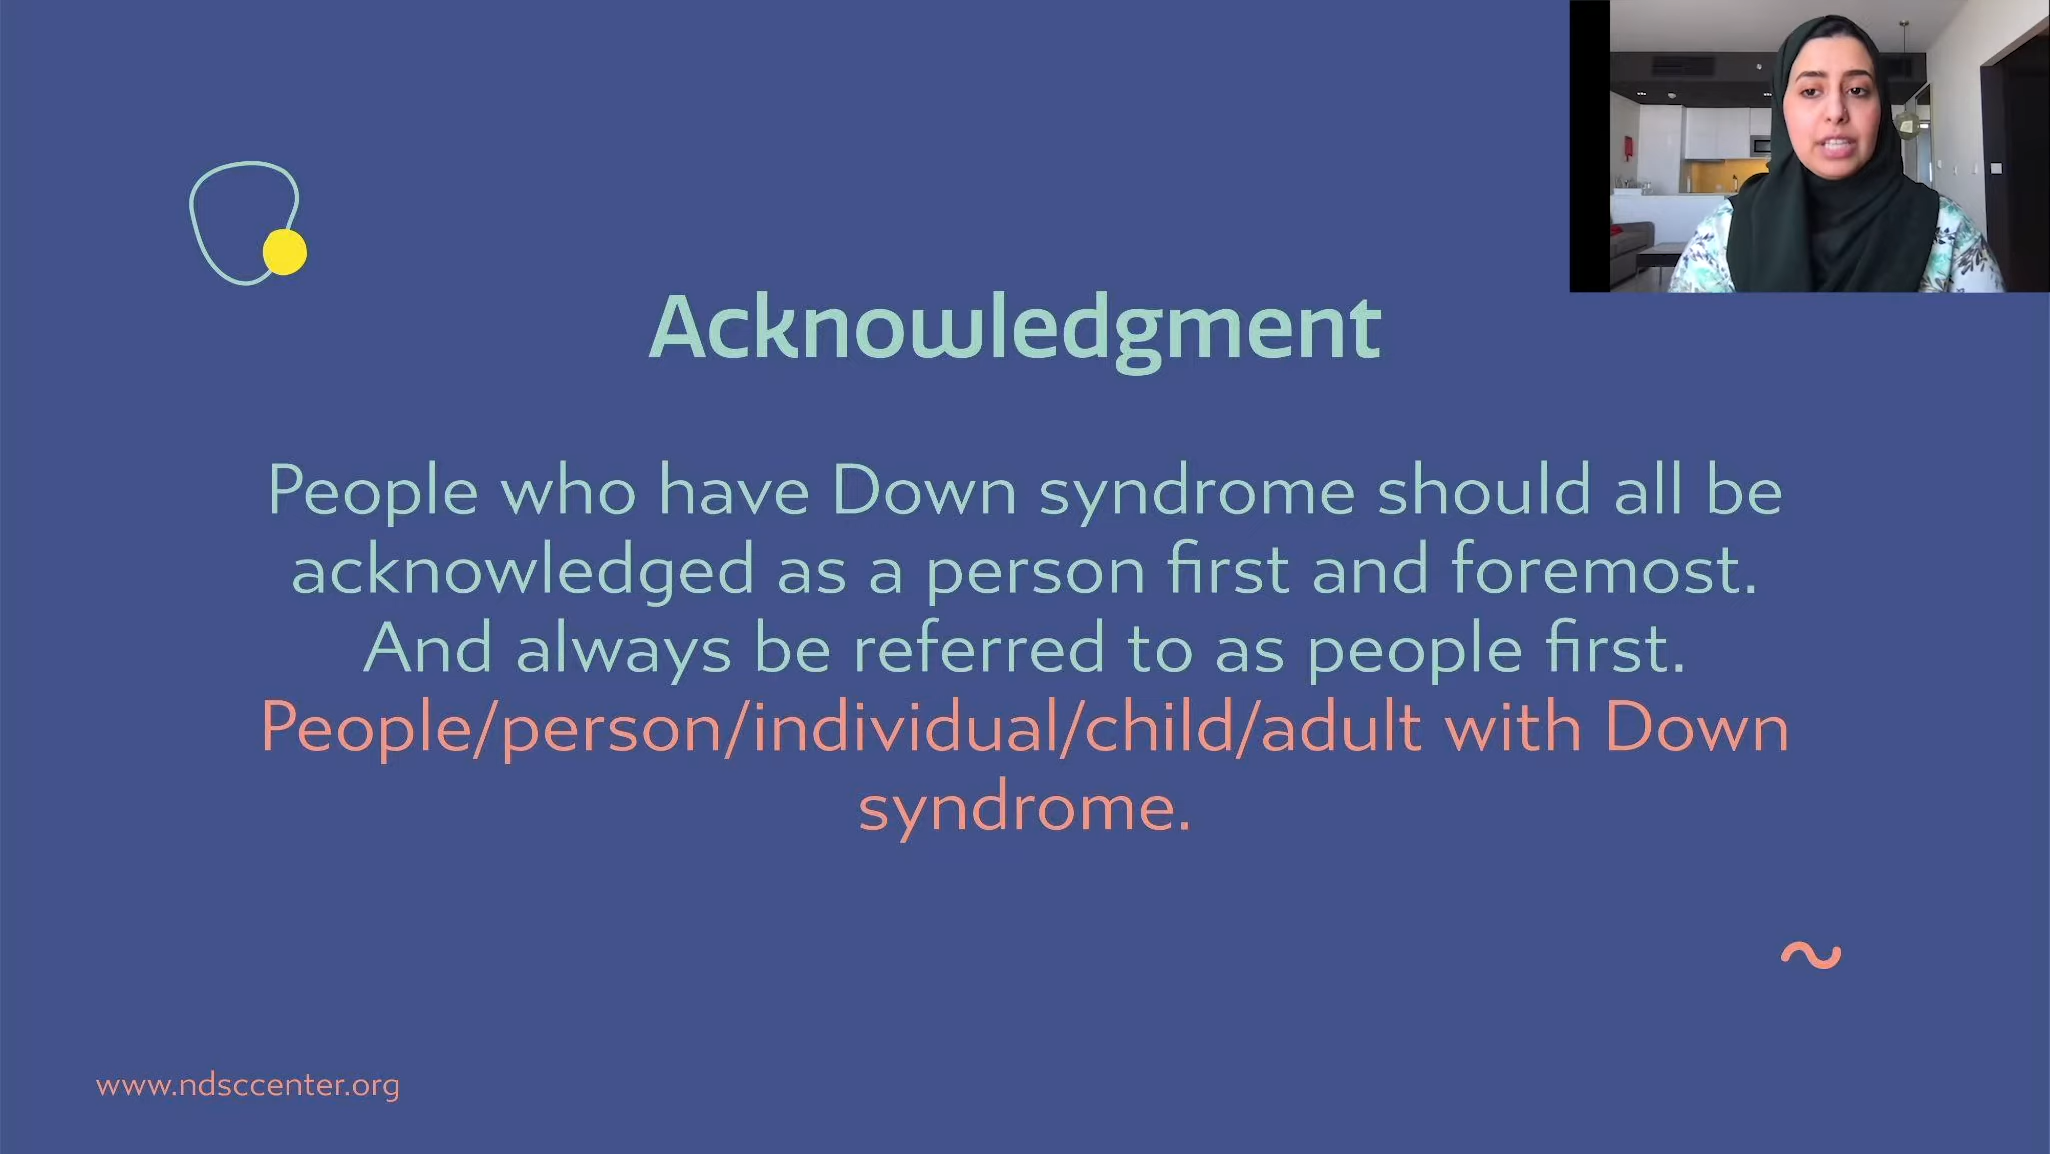 Acknowledgment
People who have Down syndrome should all be
acknowledged as a person first and foremost.
And always be referred to as people first.
People/person/individual/child/adult with Down
syndrome.
www.ndsccenter.org